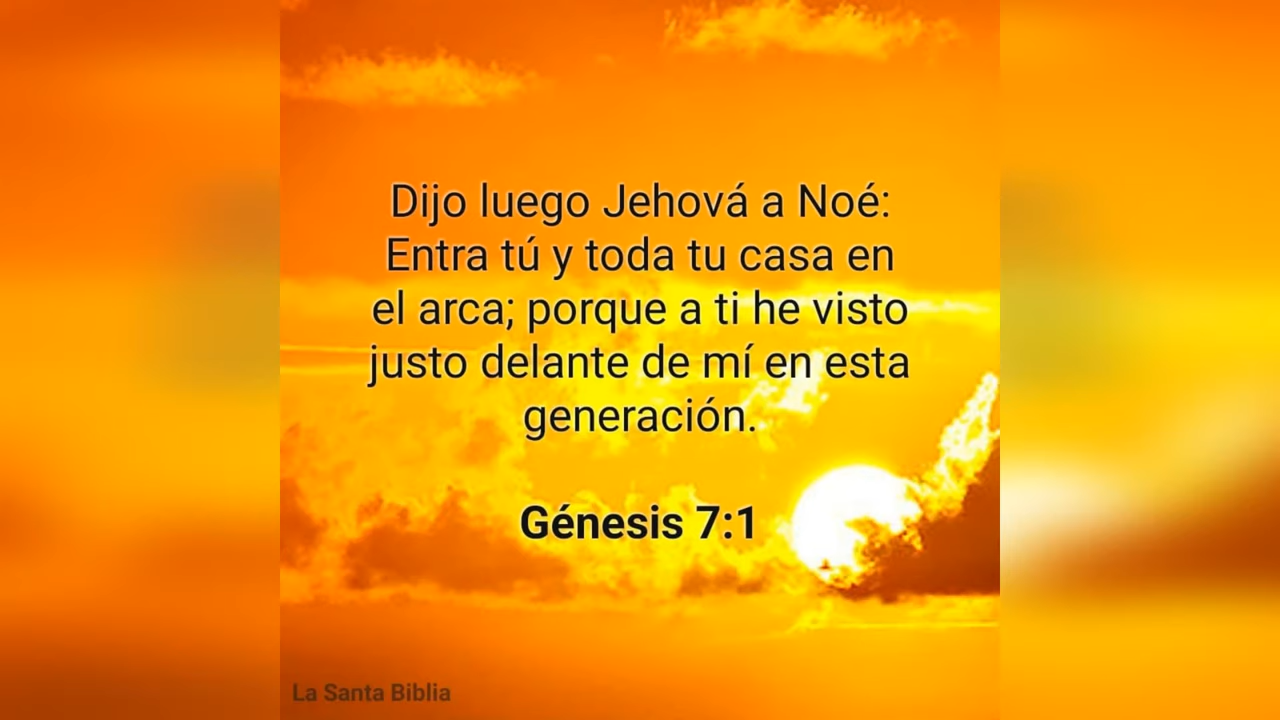 Dijo luego Jehová a Noé:
Entra tú y toda tu casa en
el arca; porque a ti he visto
justo delante de mí en esta
generación.
Génesis 7:1
La Santa Biblia